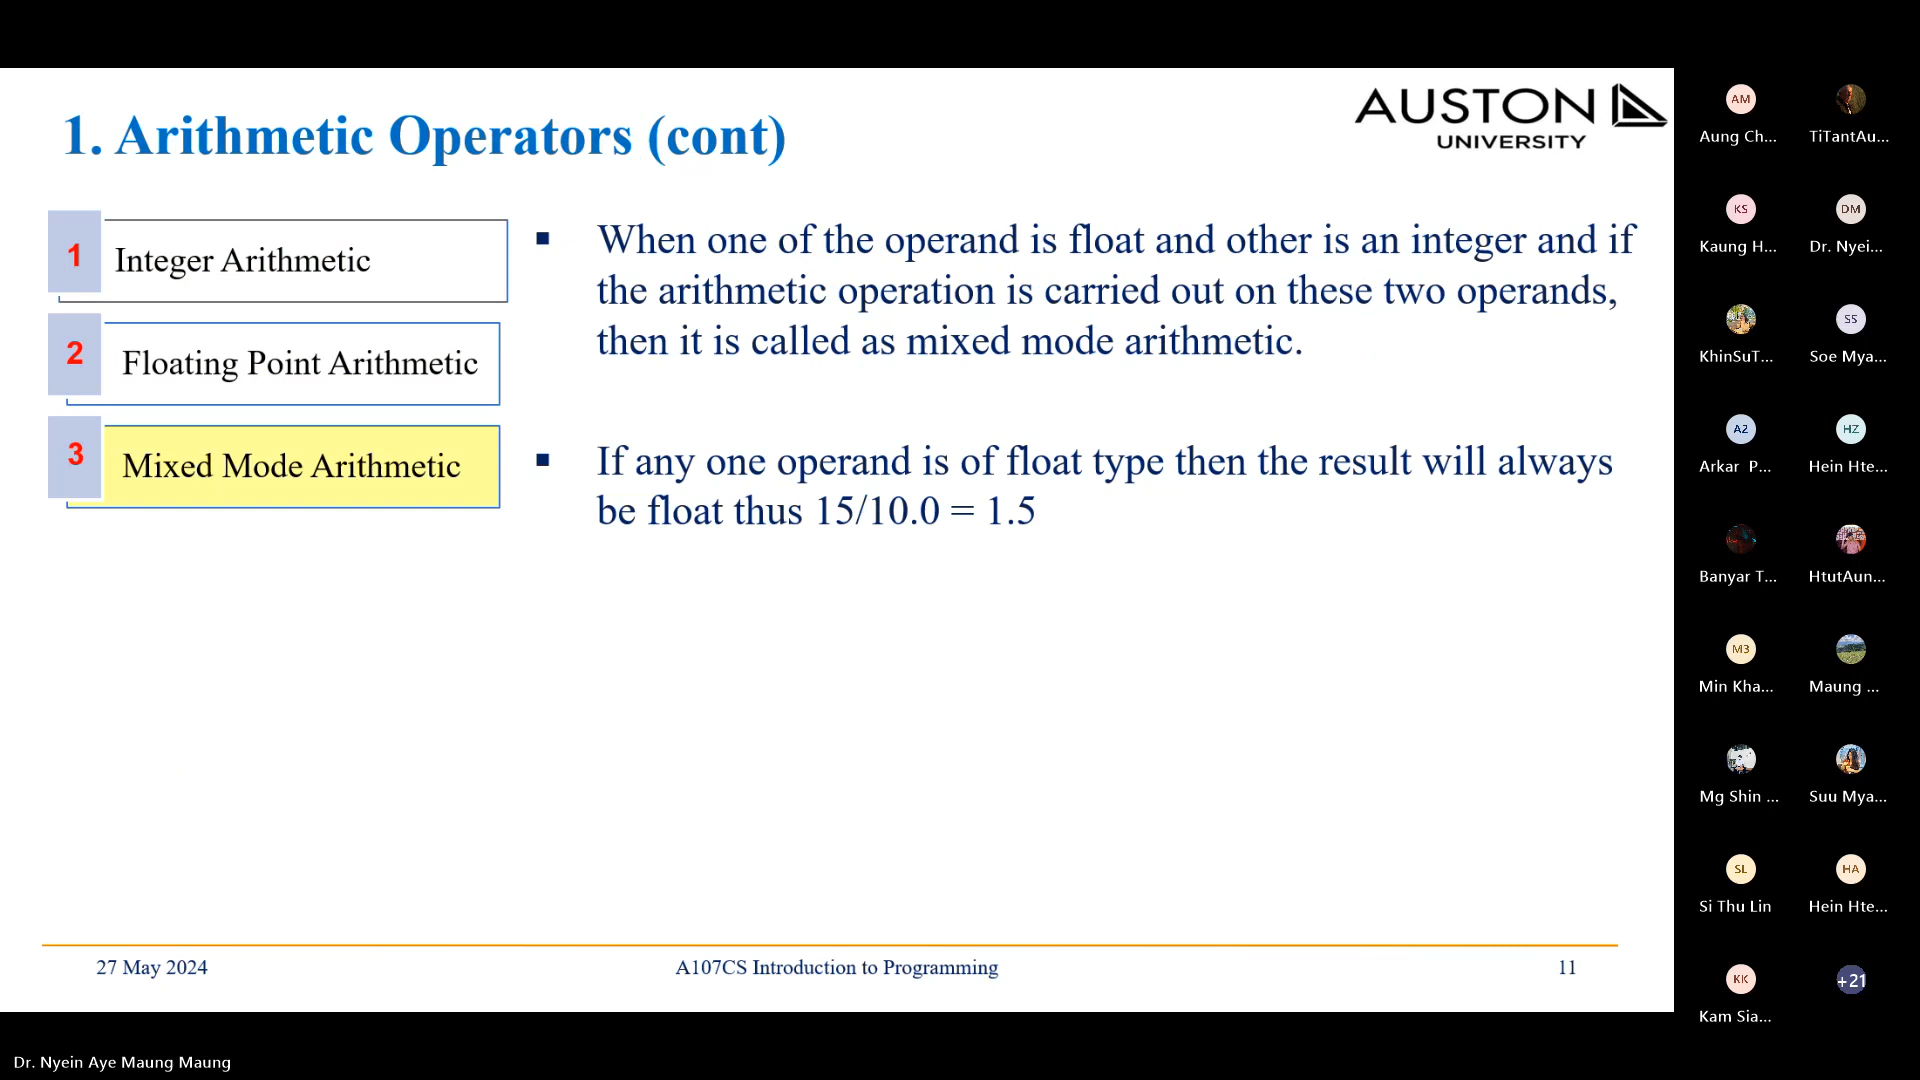 1. Arithmetic Operators (cont)
AUSTON
UNIVERSITY
1
Integer Arithmetic
2
Floating Point Arithmetic
3
Mixed Mode Arithmetic
▪ When one of the operand is float and other is an integer and if
the arithmetic operation is carried out on these two operands,
then it is called as mixed mode arithmetic.
▪ If any one operand is of float type then the result will always
be float thus 15/10.0 = 1.5
27 May 2024
A107CS Introduction to Programming
11
AM
Aung Ch...
TiTantAu...
KS
Kaung H...
DM
Dr. Nyei...
KhinSuT...
SS
Soe Mya...
A2
Arkar P...
HZ
Hein Hte...
Banyar T...
HtutAun...
M3
Min Kha...
Maung ...
Mg Shin ...
Suu Mya...
SL
Si Thu Lin
HA
Hein Hte...
KK
Kam Sia...
+21
Dr. Nyein Aye Maung Maung